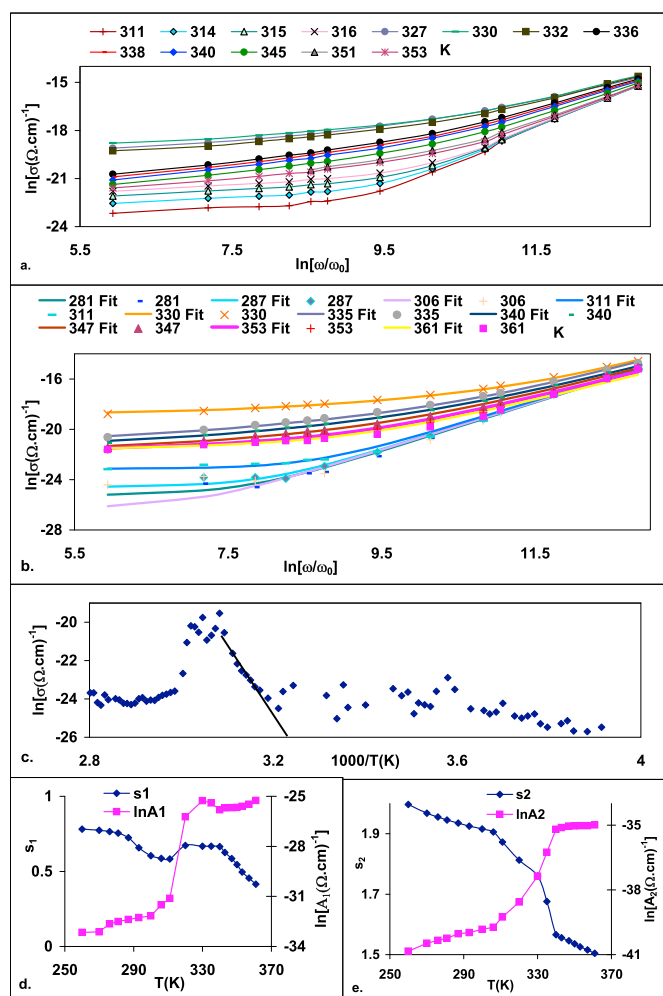 311 314 315 316 327 330 332 336
338 340 345 351 353 K
-15
-18
-21
-24
ln[σ(Ω.cm)⁻¹]
5.5 7.5 9.5 11.5
ln[ω/ω₀]
a.
281 Fit 281 287 Fit 287 306 Fit 306 311 Fit
311 330 Fit 330 335 Fit 335 340 Fit 340
347 Fit 347 353 Fit 353 361 Fit 361 K
-16
-20
-24
-28
ln[σ(Ω.cm)⁻¹]
5.5 7.5 9.5 11.5
ln[ω/ω₀]
b.
-20
-22
-24
-26
ln[σ(Ω.cm)⁻¹]
c. 2.8 3.2 1000/T(K) 3.6 4
s1
lnA1
1
0.5
0
s₁
-25
-28
-31
-34
ln[A₁(Ω.cm)⁻¹]
260 290 330 361
d. T(K)
s2
lnA2
1.9
1.7
1.5
s₂
-35
-38
-41
ln[A₂(Ω.cm)⁻¹]
260 300 340
e. T(K)